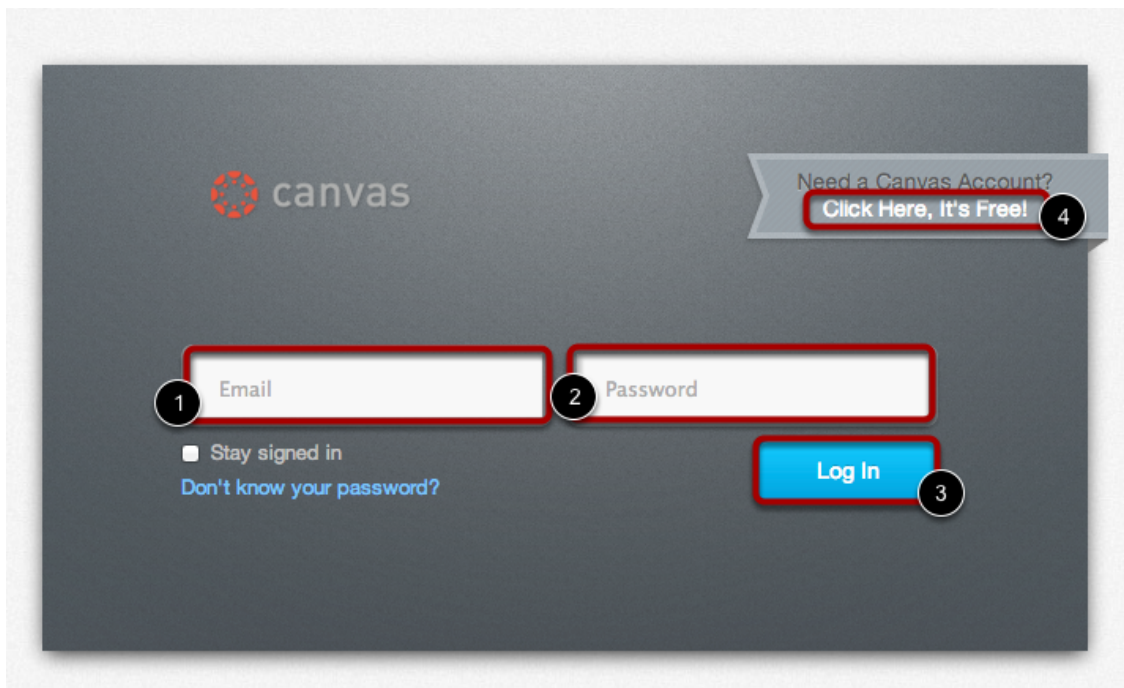 canvas
Need a Canvas Account?
Click Here, It's Free!
4
1
Email
2
Password
Stay signed in
Don't know your password?
Log In
3